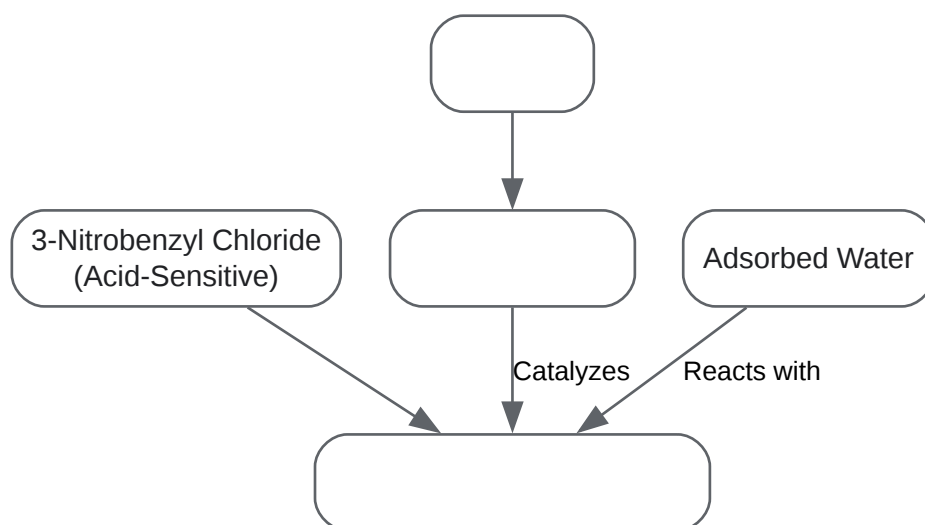 3-Nitrobenzyl Chloride
(Acid-Sensitive)
Adsorbed Water
Catalyzes
Reacts with